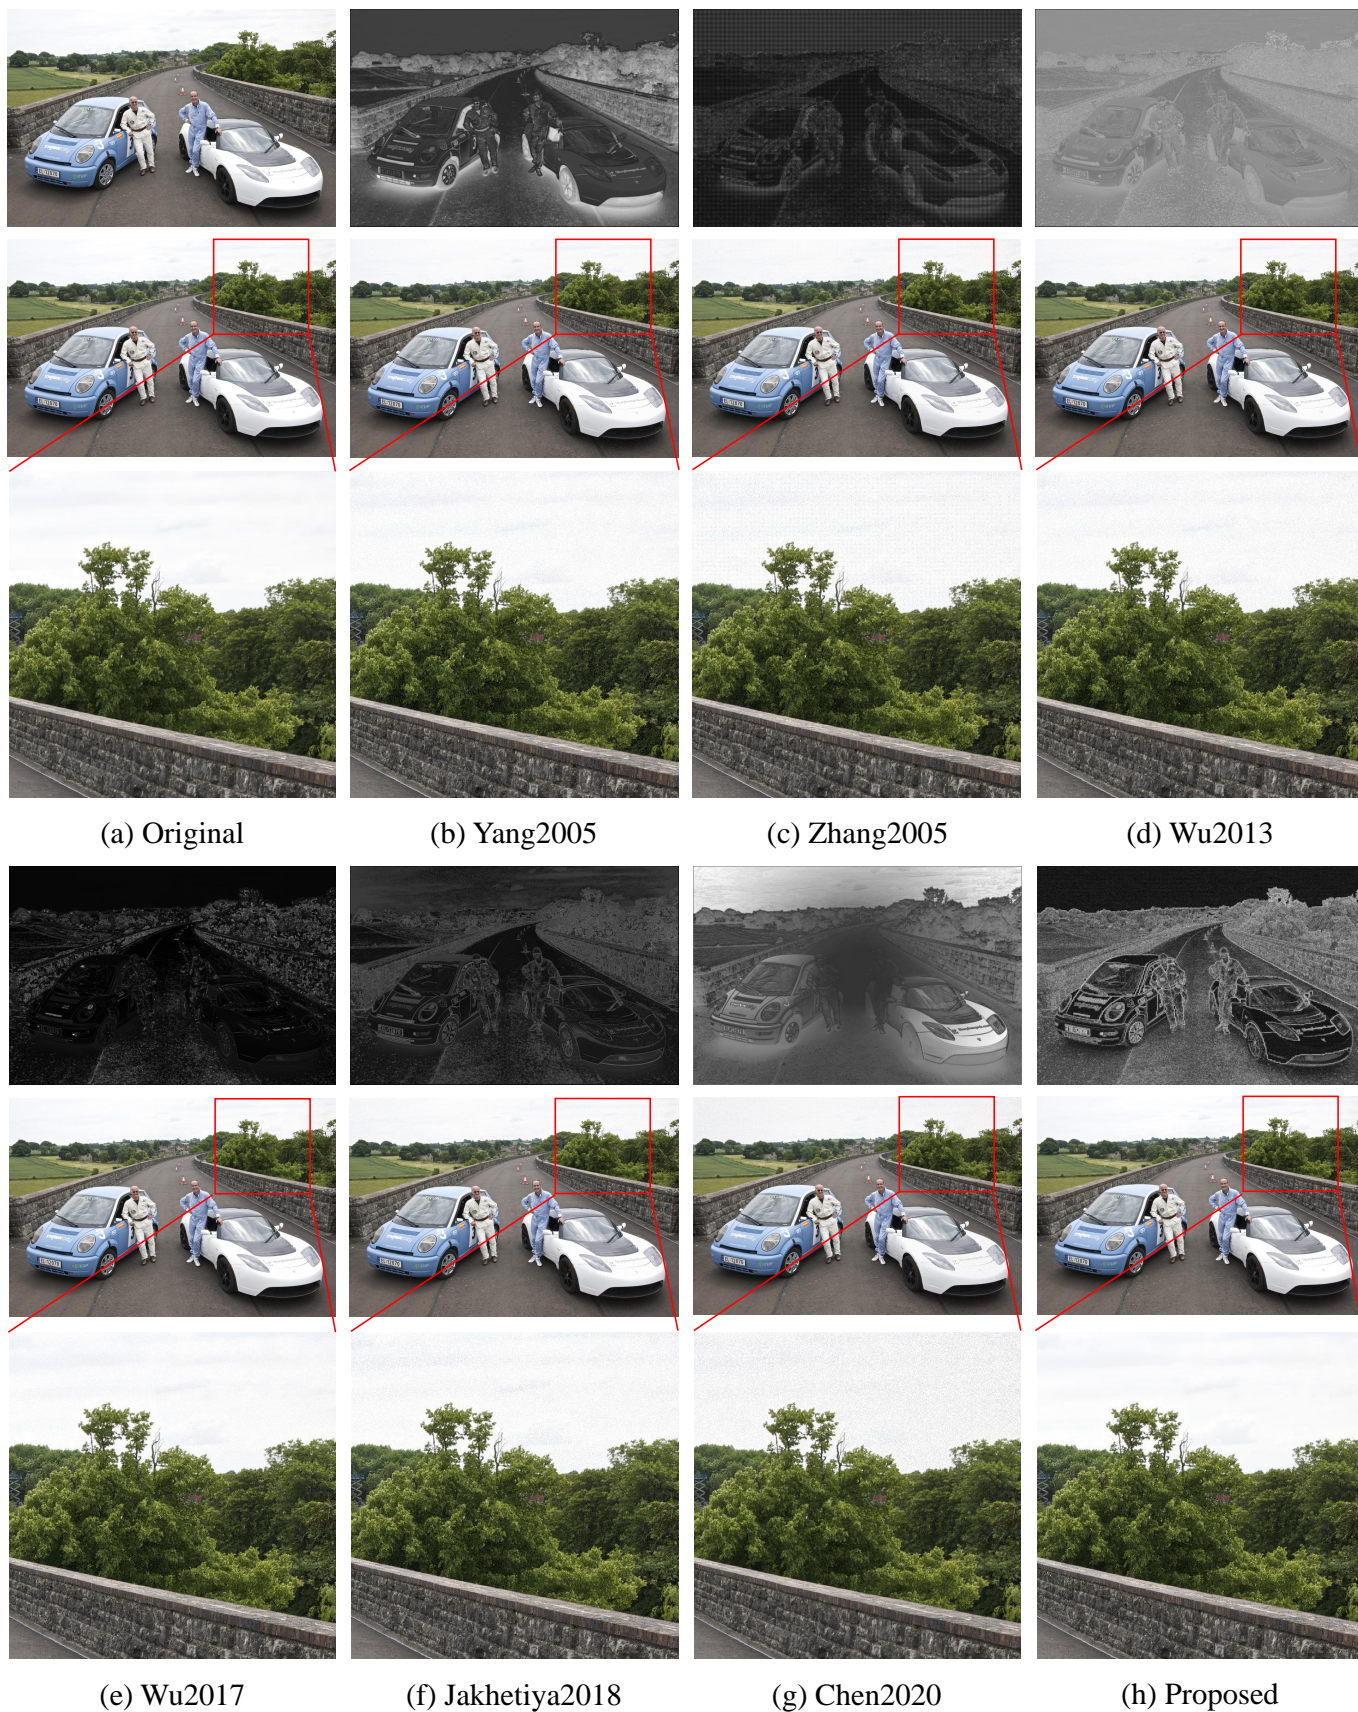 (a) Original
(b) Yang2005
(c) Zhang2005
(d) Wu2013
(e) Wu2017
(f) Jakhetiya2018
(g) Chen2020
(h) Proposed